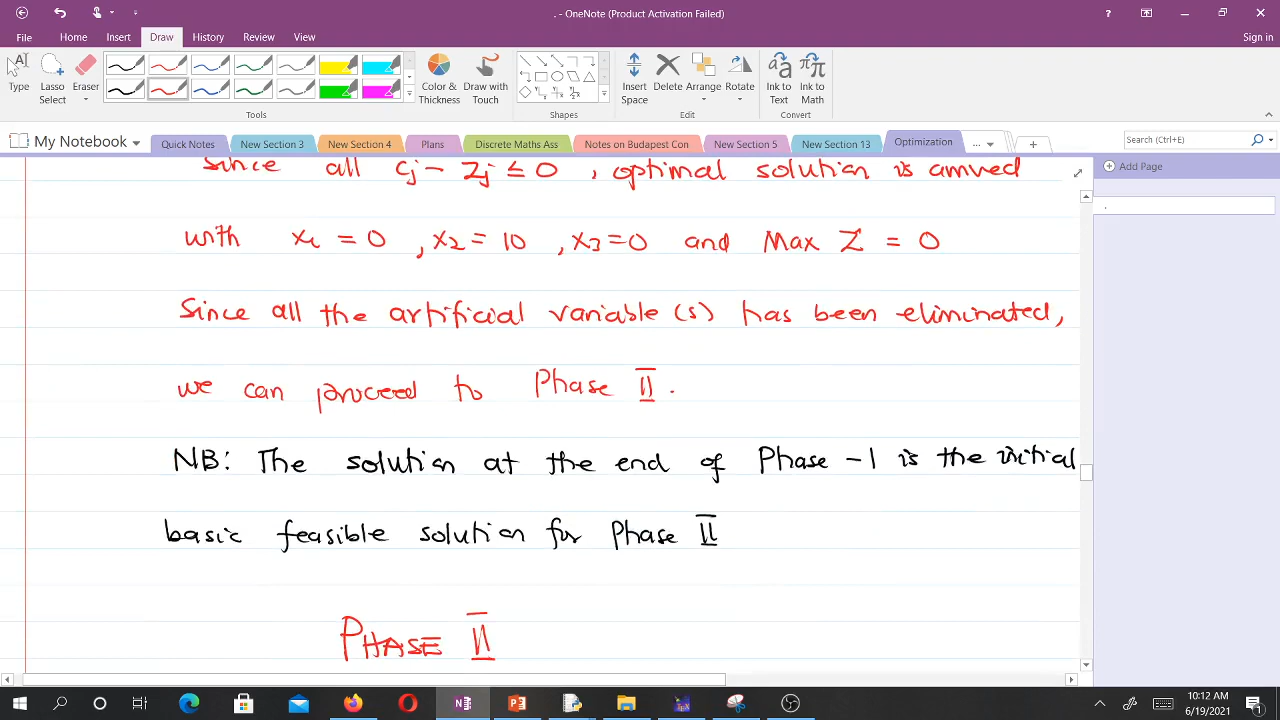 . - OneNote (Product Activation Failed)
File Home Insert Draw History Review View Sign in
Type Lasso Select Eraser Color & Thickness Draw with Touch Insert Space Delete Arrange Rotate Ink to Text Ink to Math
Tools Shapes Edit Convert
My Notebook Quick Notes New Section 3 New Section 4 Plans Discrete Maths Ass Notes on Budapest Con New Section 5 New Section 13 Optimization ... Search (Ctrl+E)
Add Page
.
Since all Cj - Zj ≤ 0 , optimal solution is arrived
with x1 = 0 , x2 = 10 , x3 = 0 and Max Z = 0
Since all the artificial variable (s) has been eliminated,
we can proceed to Phase II .
NB: The solution at the end of Phase -1 is the initial
basic feasible solution for Phase II
PHASE II
10:12 AM
6/19/2021